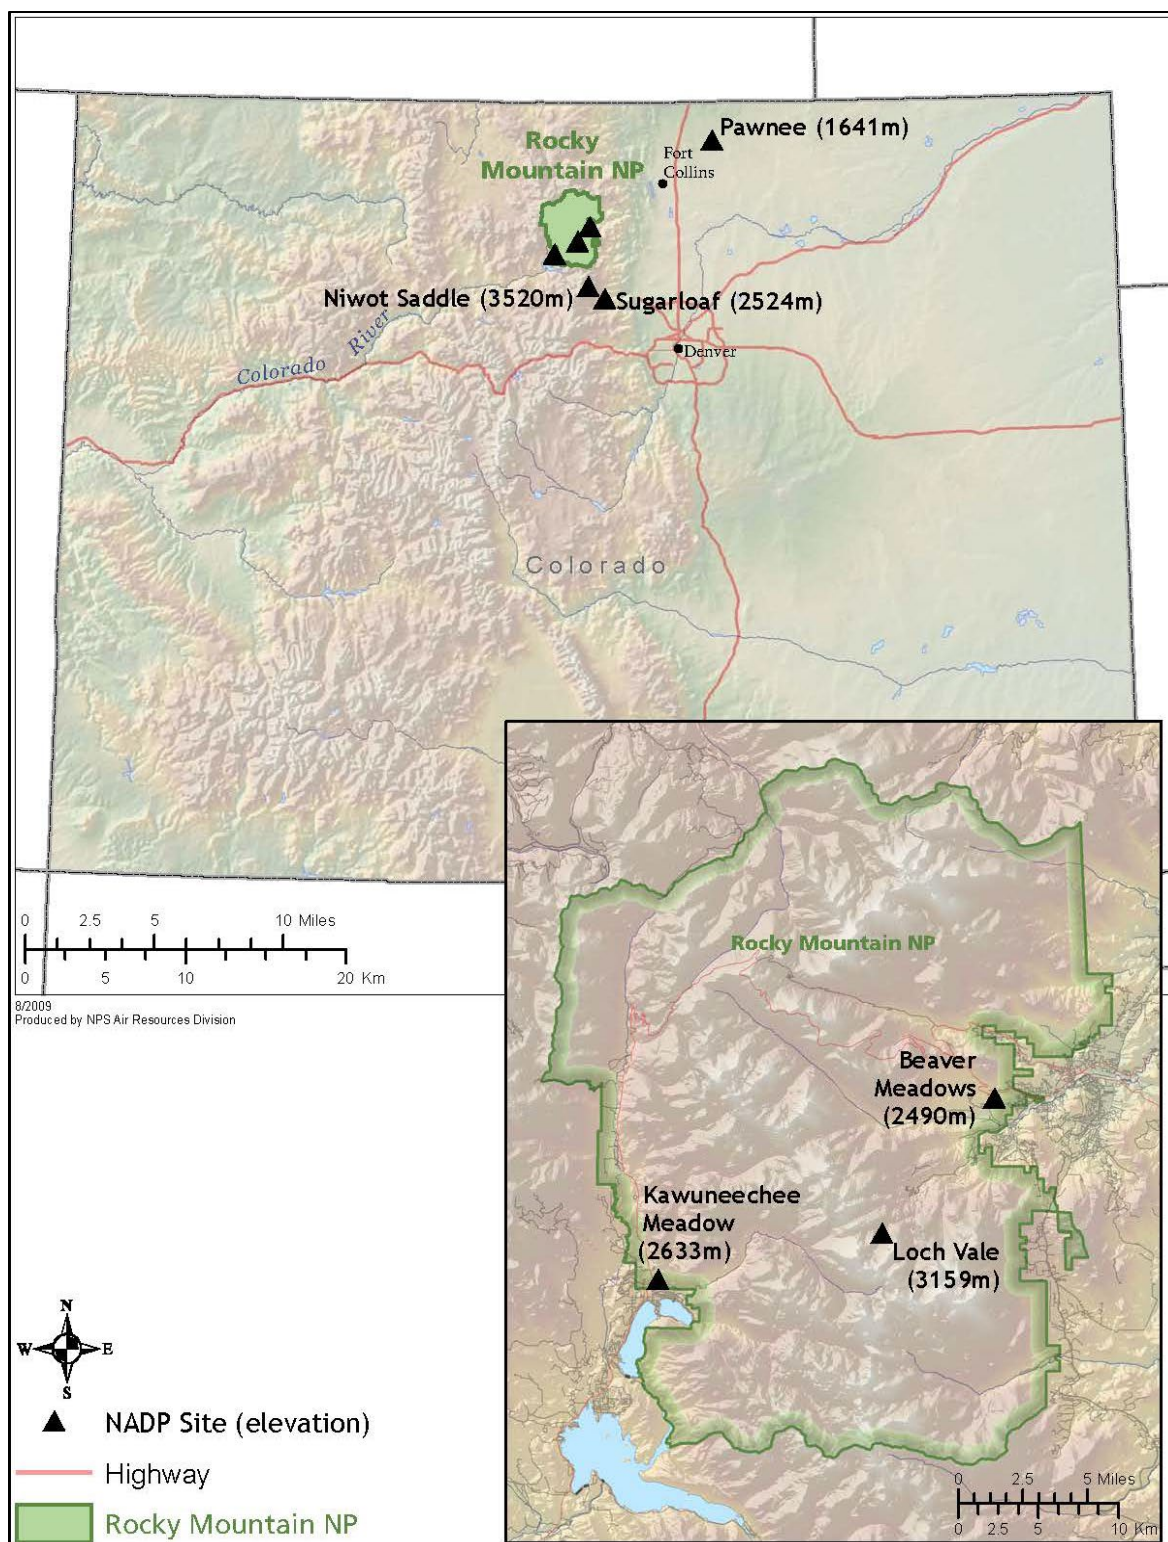 Pawnee (1641m)
Rocky
Mountain NP
Fort
Collins
Niwot Saddle (3520m)
Sugarloaf (2524m)
Denver
Colorado River
Colorado
0 2.5 5 10 Miles
0 5 10 20 Km
8/2009
Produced by NPS Air Resources Division
Rocky Mountain NP
Beaver
Meadows
(2490m)
Kawuneechee
Meadow
(2633m)
Loch Vale
(3159m)
N
W E
S
NADP Site (elevation)
Highway
Rocky Mountain NP
0 2.5 5 Miles
0 2.5 5 10 Km